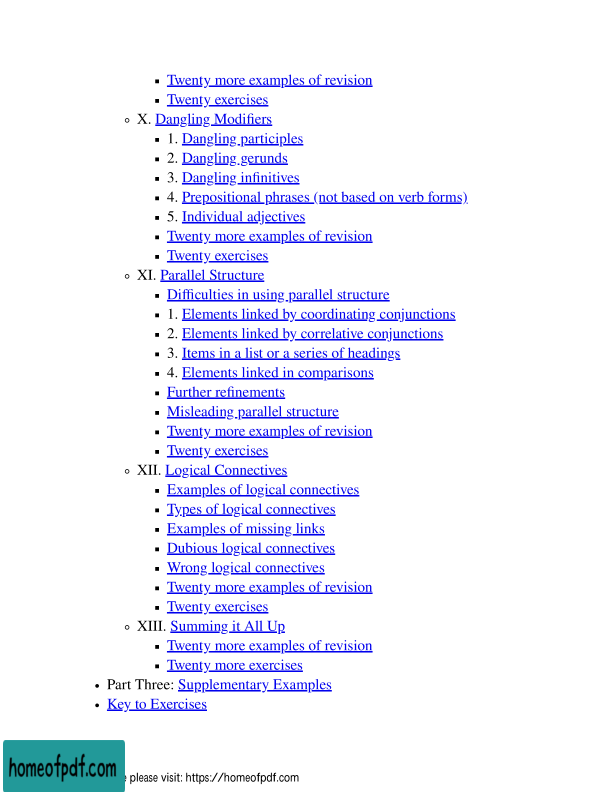 ▪ Twenty more examples of revision
▪ Twenty exercises
◦ X. Dangling Modifiers
▪ 1. Dangling participles
▪ 2. Dangling gerunds
▪ 3. Dangling infinitives
▪ 4. Prepositional phrases (not based on verb forms)
▪ 5. Individual adjectives
▪ Twenty more examples of revision
▪ Twenty exercises
◦ XI. Parallel Structure
▪ Difficulties in using parallel structure
▪ 1. Elements linked by coordinating conjunctions
▪ 2. Elements linked by correlative conjunctions
▪ 3. Items in a list or a series of headings
▪ 4. Elements linked in comparisons
▪ Further refinements
▪ Misleading parallel structure
▪ Twenty more examples of revision
▪ Twenty exercises
◦ XII. Logical Connectives
▪ Examples of logical connectives
▪ Types of logical connectives
▪ Examples of missing links
▪ Dubious logical connectives
▪ Wrong logical connectives
▪ Twenty more examples of revision
▪ Twenty exercises
◦ XIII. Summing it All Up
▪ Twenty more examples of revision
▪ Twenty more exercises
• Part Three: Supplementary Examples
• Key to Exercises
homeofpdf.com
please visit: https://homeofpdf.com